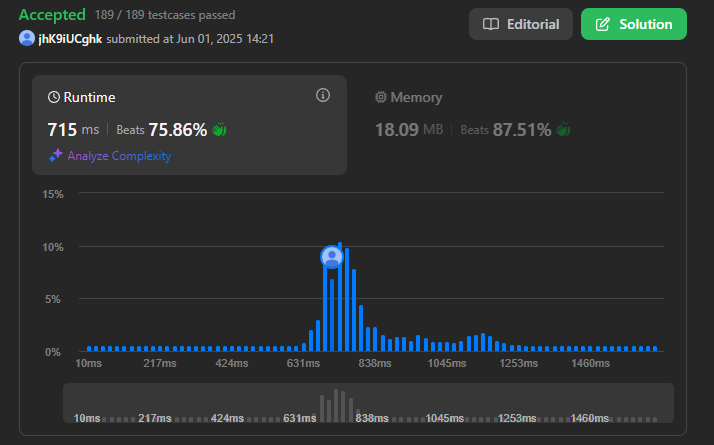 Accepted 189 / 189 testcases passed
jhK9iUCghk submitted at Jun 01, 2025 14:21
Editorial
Solution
Runtime
715 ms | Beats 75.86%
Analyze Complexity
Memory
18.09 MB | Beats 87.51%
15%
10%
5%
0%
10ms 217ms 424ms 631ms 838ms 1045ms 1253ms 1460ms
10ms 217ms 424ms 631ms 838ms 1045ms 1253ms 1460ms